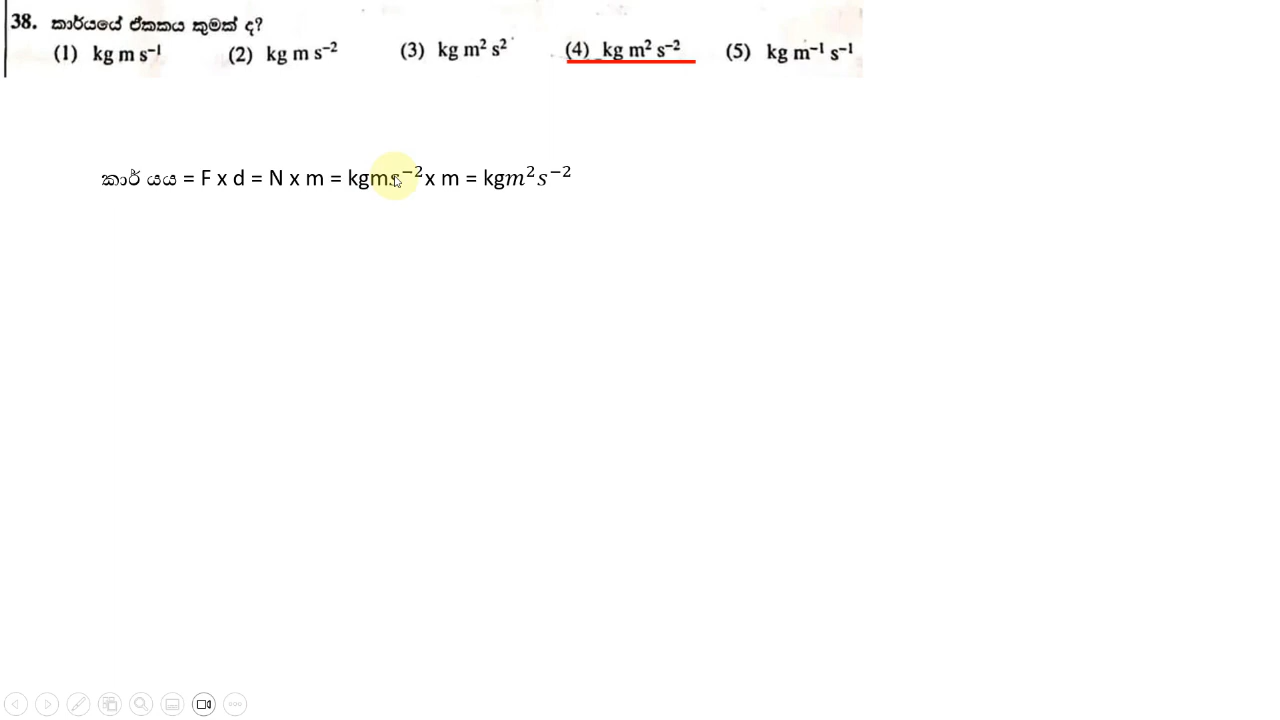 38. කාර්යයේ ඒකකය කුමක් ද?
(1) kg m s⁻¹ (2) kg m s⁻² (3) kg m² s² (4) kg m² s⁻² (5) kg m⁻¹ s⁻¹
කාර් යය = F x d = N x m = kgms⁻²x m = kgm²s⁻²